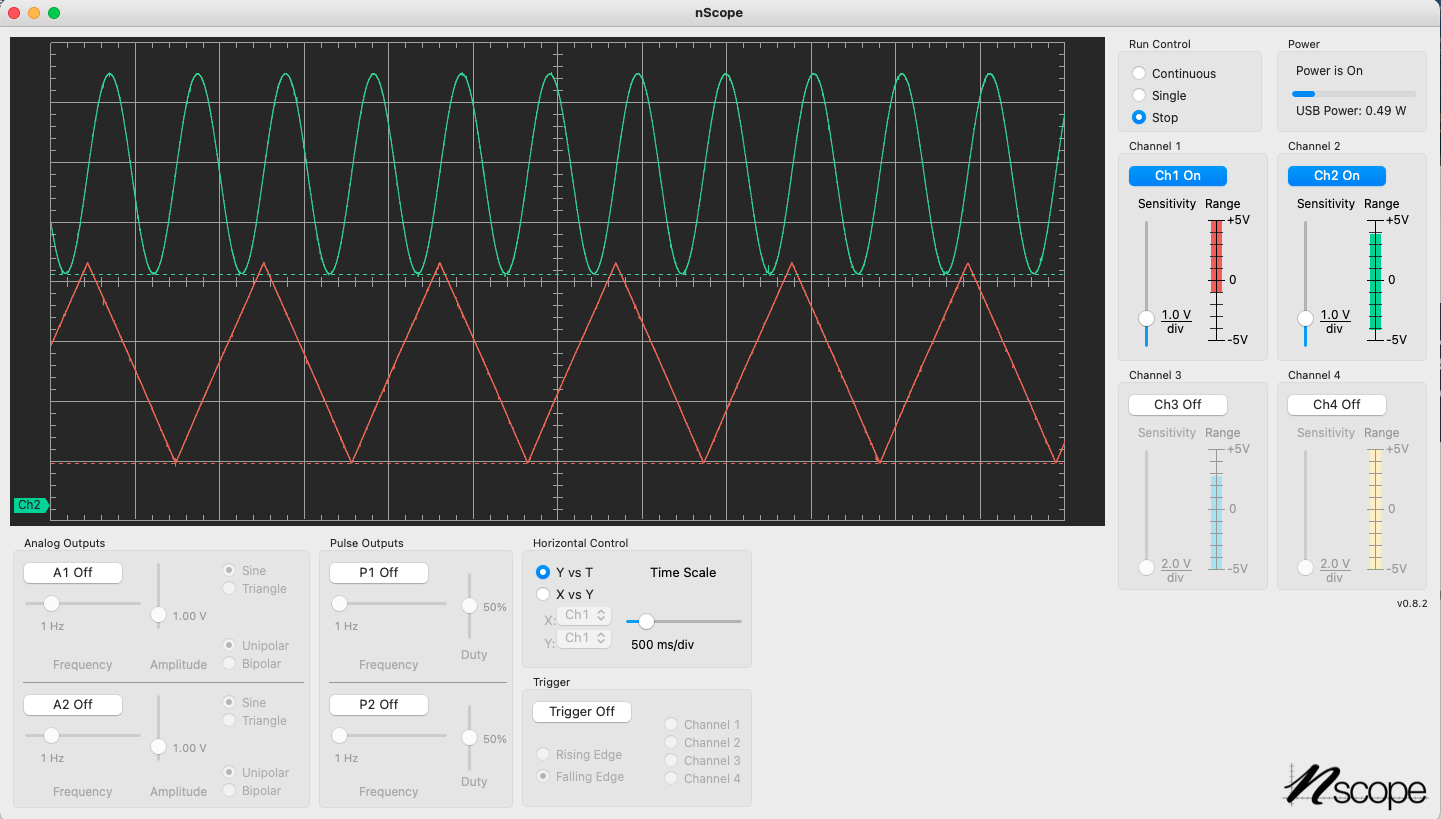 nScope
Run Control
Continuous
Single
Stop
Power
Power is On
USB Power: 0.49 W
Channel 1
Ch1 On
Sensitivity Range
+5V
0
-5V
1.0 V
div
Channel 2
Ch2 On
Sensitivity Range
+5V
0
-5V
1.0 V
div
Channel 3
Ch3 Off
Sensitivity Range
+5V
0
-5V
2.0 V
div
Channel 4
Ch4 Off
Sensitivity Range
+5V
0
-5V
2.0 V
div
v0.8.2
Ch2
Analog Outputs
A1 Off
1 Hz
Frequency
1.00 V
Amplitude
Sine
Triangle
Unipolar
Bipolar
A2 Off
1 Hz
Frequency
1.00 V
Amplitude
Sine
Triangle
Unipolar
Bipolar
Pulse Outputs
P1 Off
1 Hz
Frequency
50%
Duty
P2 Off
1 Hz
Frequency
50%
Duty
Horizontal Control
Y vs T
X vs Y
X: Ch1
Y: Ch1
Time Scale
500 ms/div
Trigger
Trigger Off
Rising Edge
Falling Edge
Channel 1
Channel 2
Channel 3
Channel 4
nscope